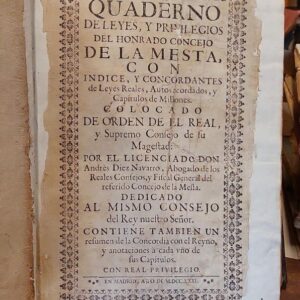 QUADERNO
DE LEYES, Y PRIVILEGIOS
DEL HONRADO CONCEJO
DE LA MESTA,
CON
INDICE, Y CONCORDANTES
de Leyes Reales, Autos acordados, y
Capitulos de Millones.
COLOCADO
DE ORDEN DE EL REAL,
y Supremo Consejo de su
Magestad:
POR EL LICENCIADO DON
Andrès Diez Navarro, Abogado de los
Reales Consejos, y Fiscal General del
referido Concejo de la Mesta.
DEDICADO
AL MISMO CONSEJO
del Rey nuestro Señor.
CONTIENE TAMBIEN UN
resumen de la Concordia con el Reyno,
y anotaciones à cada uno de
sus Capitulos.
CON REAL PRIVILEGIO.
EN MADRID: AÑO DE